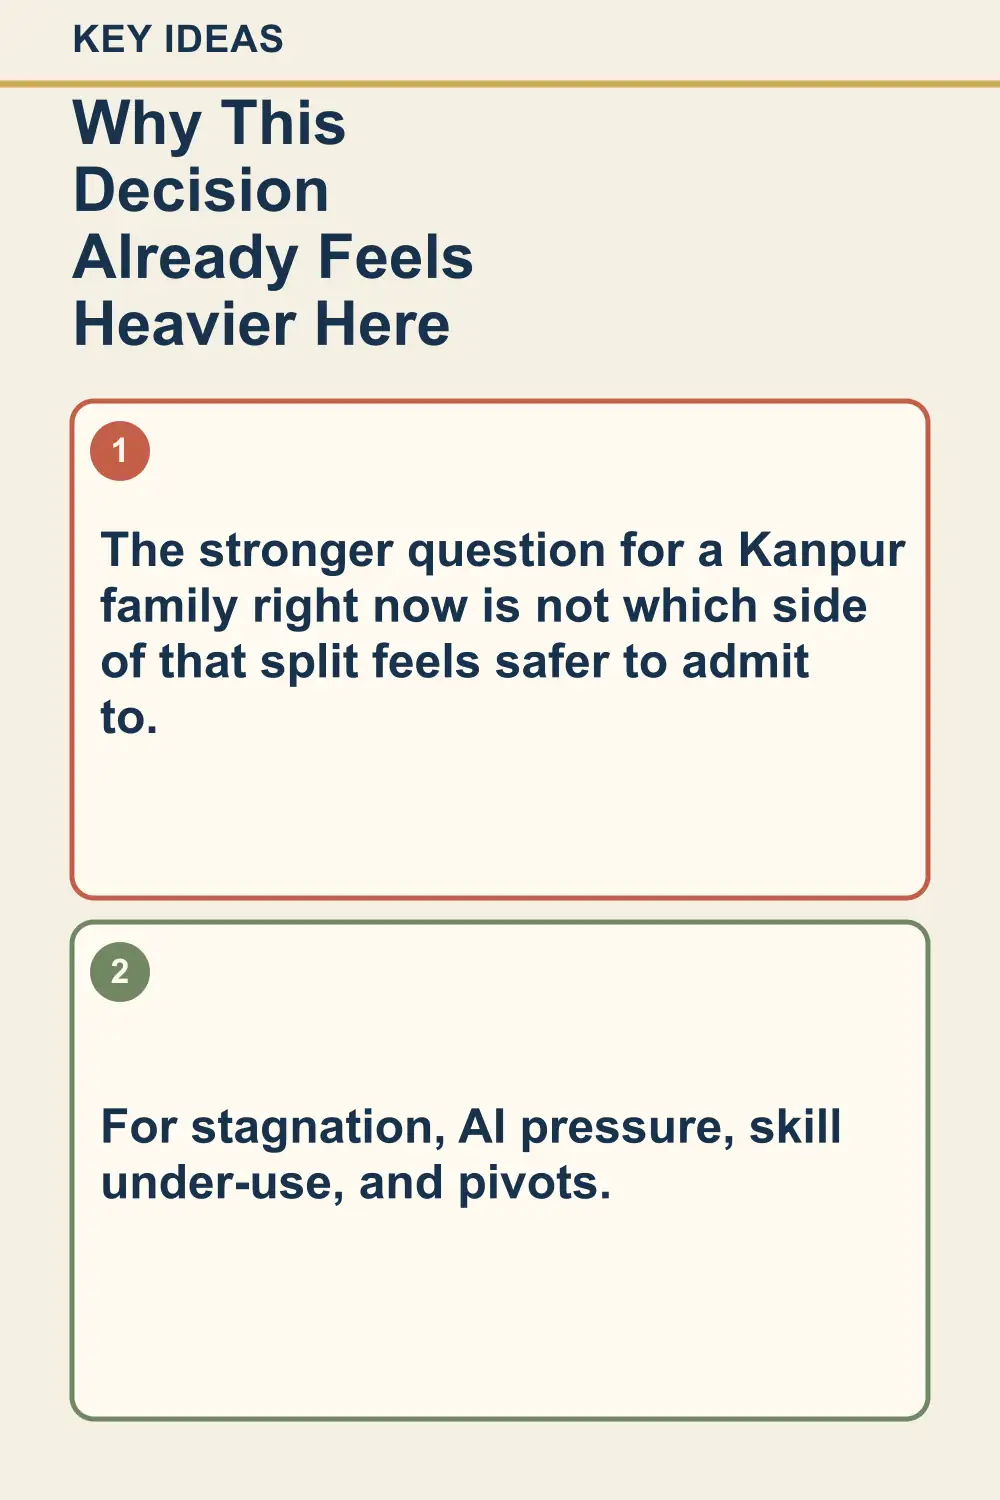 KEY IDEAS
Why This
Decision
Already Feels
Heavier Here
1
The stronger question for a Kanpur
family right now is not which side
of that split feels safer to admit
to.
2
For stagnation, AI pressure, skill
under-use, and pivots.